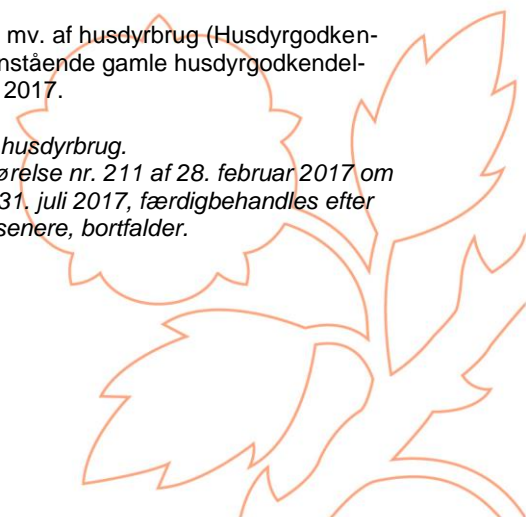 mv. af husdyrbrug (Husdyrgodken-
nstående gamle husdyrgodkendel-
2017.
husdyrbrug.
ørelse nr. 211 af 28. februar 2017 om
31. juli 2017, færdigbehandles efter
senere, bortfalder.